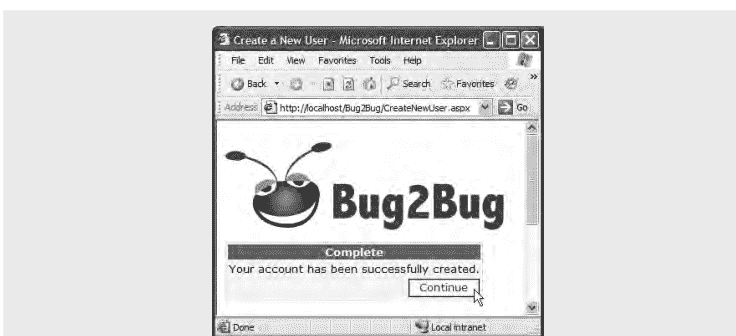 Create a New User - Microsoft Internet Explorer
File Edit View Favorites Tools Help
Back Search Favorites »
Address http://localhost/Bug2Bug/CreateNewUser.aspx Go
Bug2Bug
Complete
Your account has been successfully created.
Continue
Done Local intranet